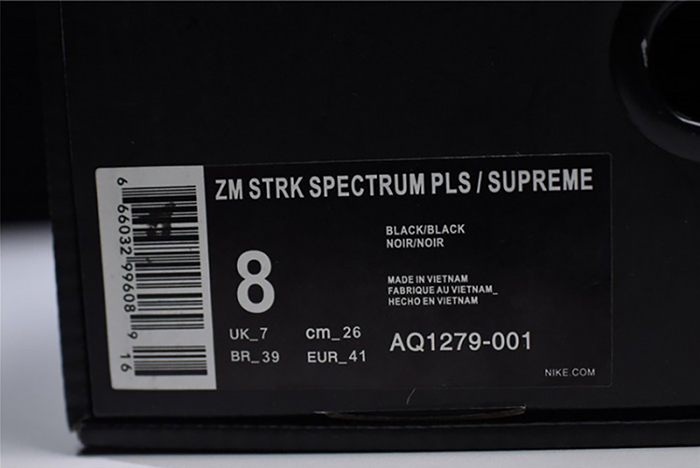 ZM STRK SPECTRUM PLS / SUPREME
BLACK/BLACK
NOIR/NOIR
8
MADE IN VIETNAM
FABRIQUE AU VIETNAM_
HECHO EN VIETNAM
UK_7 cm_26
BR_39 EUR_41
AQ1279-001
NIKE.COM
6 66032 99608 9 16